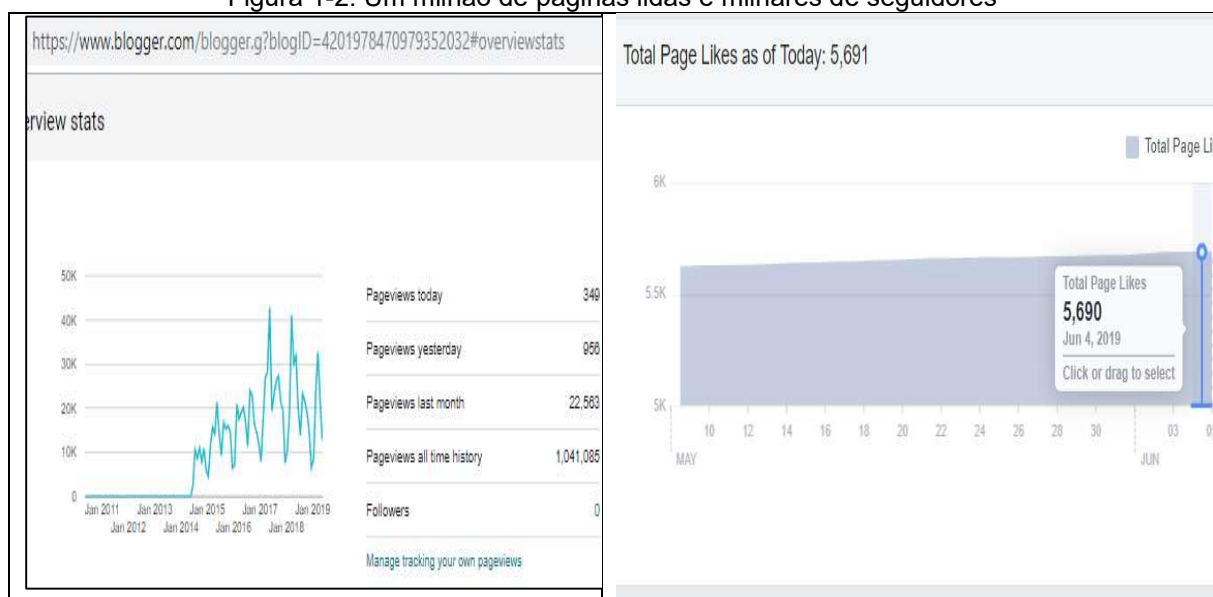 Figura 1-2. Um milhão de páginas lidas e milhares de seguidores
https://www.blogger.com/blogger.g?blogID=4201978470979352032#overviewstats
erview stats
50K
40K
30K
20K
10K
0
Jan 2011 Jan 2013 Jan 2015 Jan 2017 Jan 2019
Jan 2012 Jan 2014 Jan 2016 Jan 2018
Pageviews today 349
Pageviews yesterday 956
Pageviews last month 22,563
Pageviews all time history 1,041,085
Followers 0
Manage tracking your own pageviews
Total Page Likes as of Today: 5,691
Total Page Li
6K
5.5K
5K
Total Page Likes
5,690
Jun 4, 2019
Click or drag to select
10 12 14 16 18 20 22 24 26 28 30 03
MAY JUN